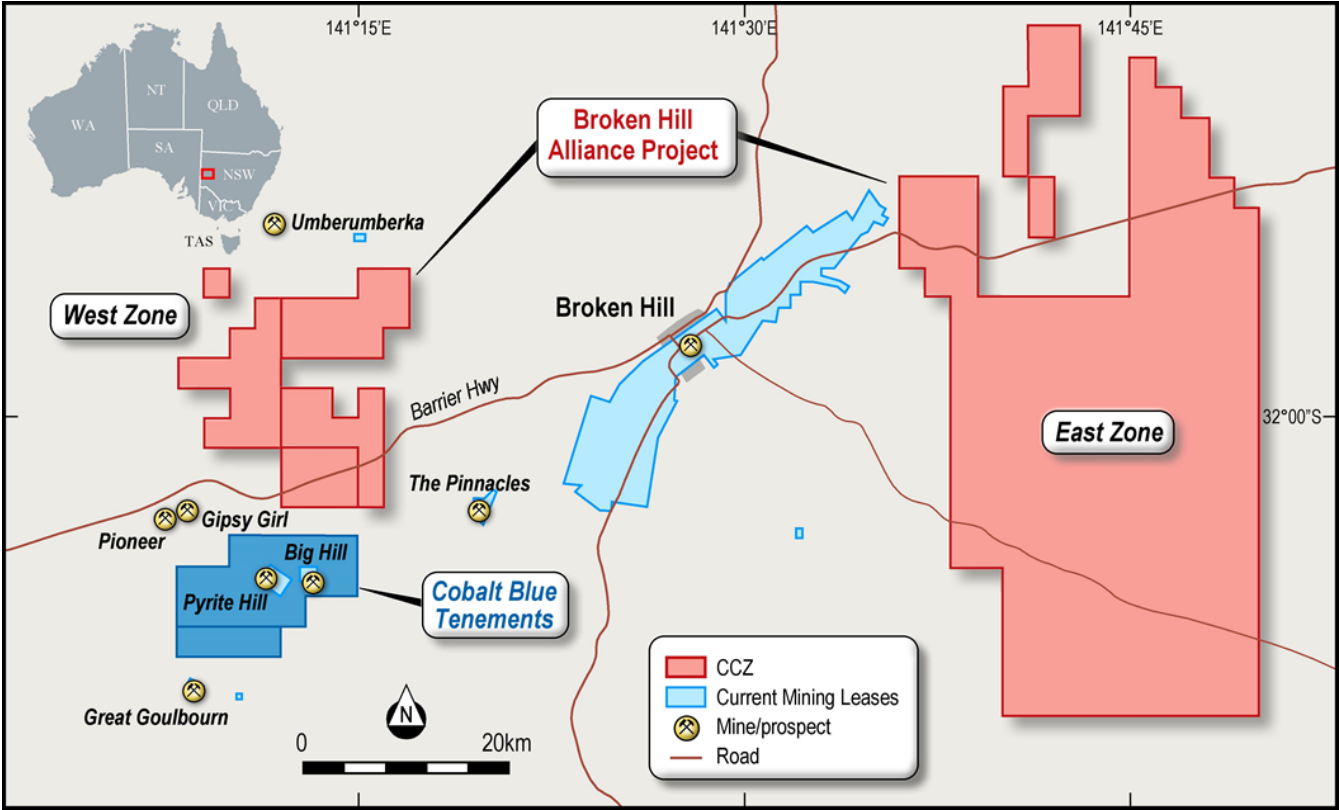 141°15'E
141°30'E
141°45'E
WA
NT
QLD
SA
NSW
VIC
TAS
Umberumberka
Broken Hill
Alliance Project
West Zone
Broken Hill
Barrier Hwy
32°00"S
East Zone
The Pinnacles
Gipsy Girl
Pioneer
Big Hill
Pyrite Hill
Cobalt Blue
Tenements
Great Goulbourn
N
0 20km
CCZ
Current Mining Leases
Mine/prospect
Road